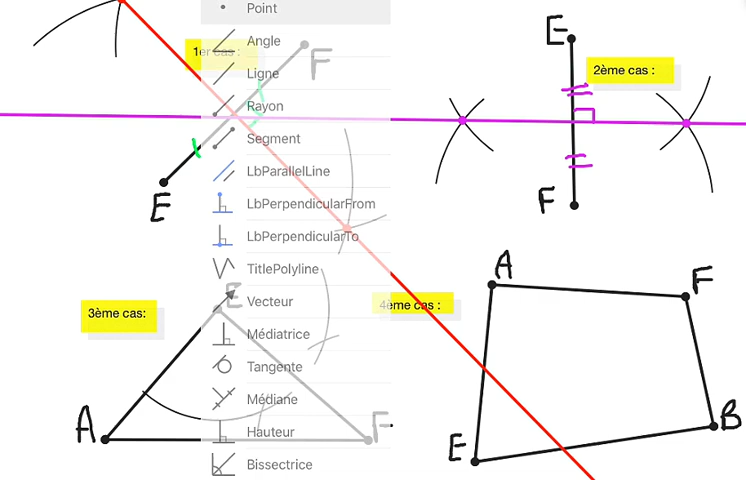 Point
1er cas :
Angle
Ligne
Rayon
Segment
LbParallelLine
LbPerpendicularFrom
LbPerpendicularTo
TitlePolyline
Vecteur
Médiatrice
Tangente
Médiane
Hauteur
Bissectrice
F
E
2ème cas :
E
F
3ème cas:
E
A
F
4ème cas :
A
F
E
B